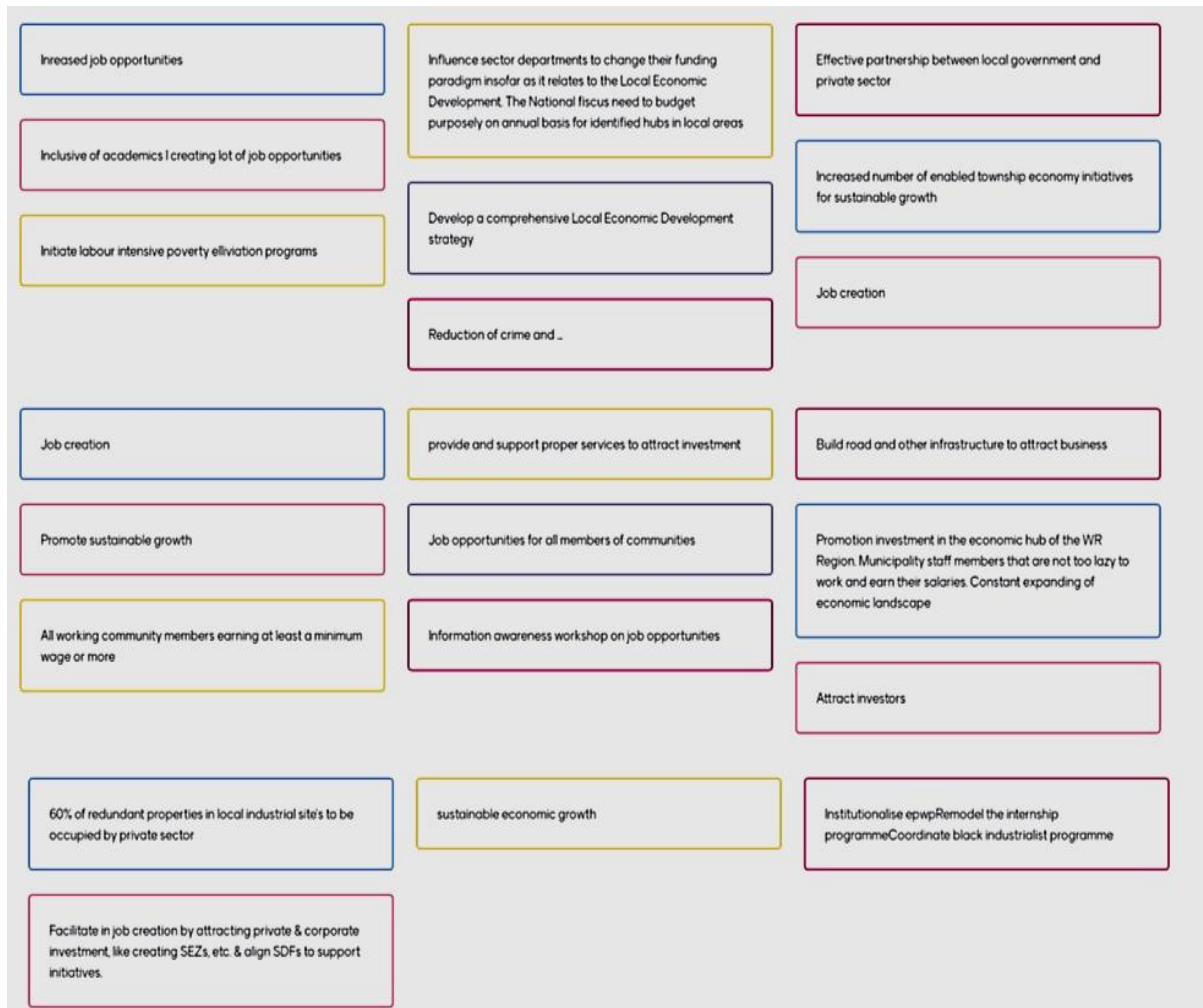 Inreased job opportunities
Inclusive of academics I creating lot of job opportunities
Initiate labour intensive poverty elliviation programs
Influence sector departments to change their funding
paradigm insofar as it relates to the Local Economic
Development. The National fiscus need to budget
purposely on annual basis for identified hubs in local areas
Develop a comprehensive Local Economic Development
strategy
Reduction of crime and ...
Effective partnership between local government and
private sector
Increased number of enabled township economy initiatives
for sustainable growth
Job creation
Job creation
Promote sustainable growth
All working community members earning at least a minimum
wage or more
provide and support proper services to attract investment
Job opportunities for all members of communities
Information awareness workshop on job opportunities
Build road and other infrastructure to attract business
Promotion investment in the economic hub of the WR
Region. Municipality staff members that are not too lazy to
work and earn their salaries. Constant expanding of
economic landscape
Attract investors
60% of redundant properties in local industrial site's to be
occupied by private sector
Facilitate in job creation by attracting private & corporate
investment, like creating SEZs, etc. & align SDFs to support
initiatives.
sustainable economic growth
Institutionalise epwpRemodel the internship
programmeCoordinate black industrialist programme